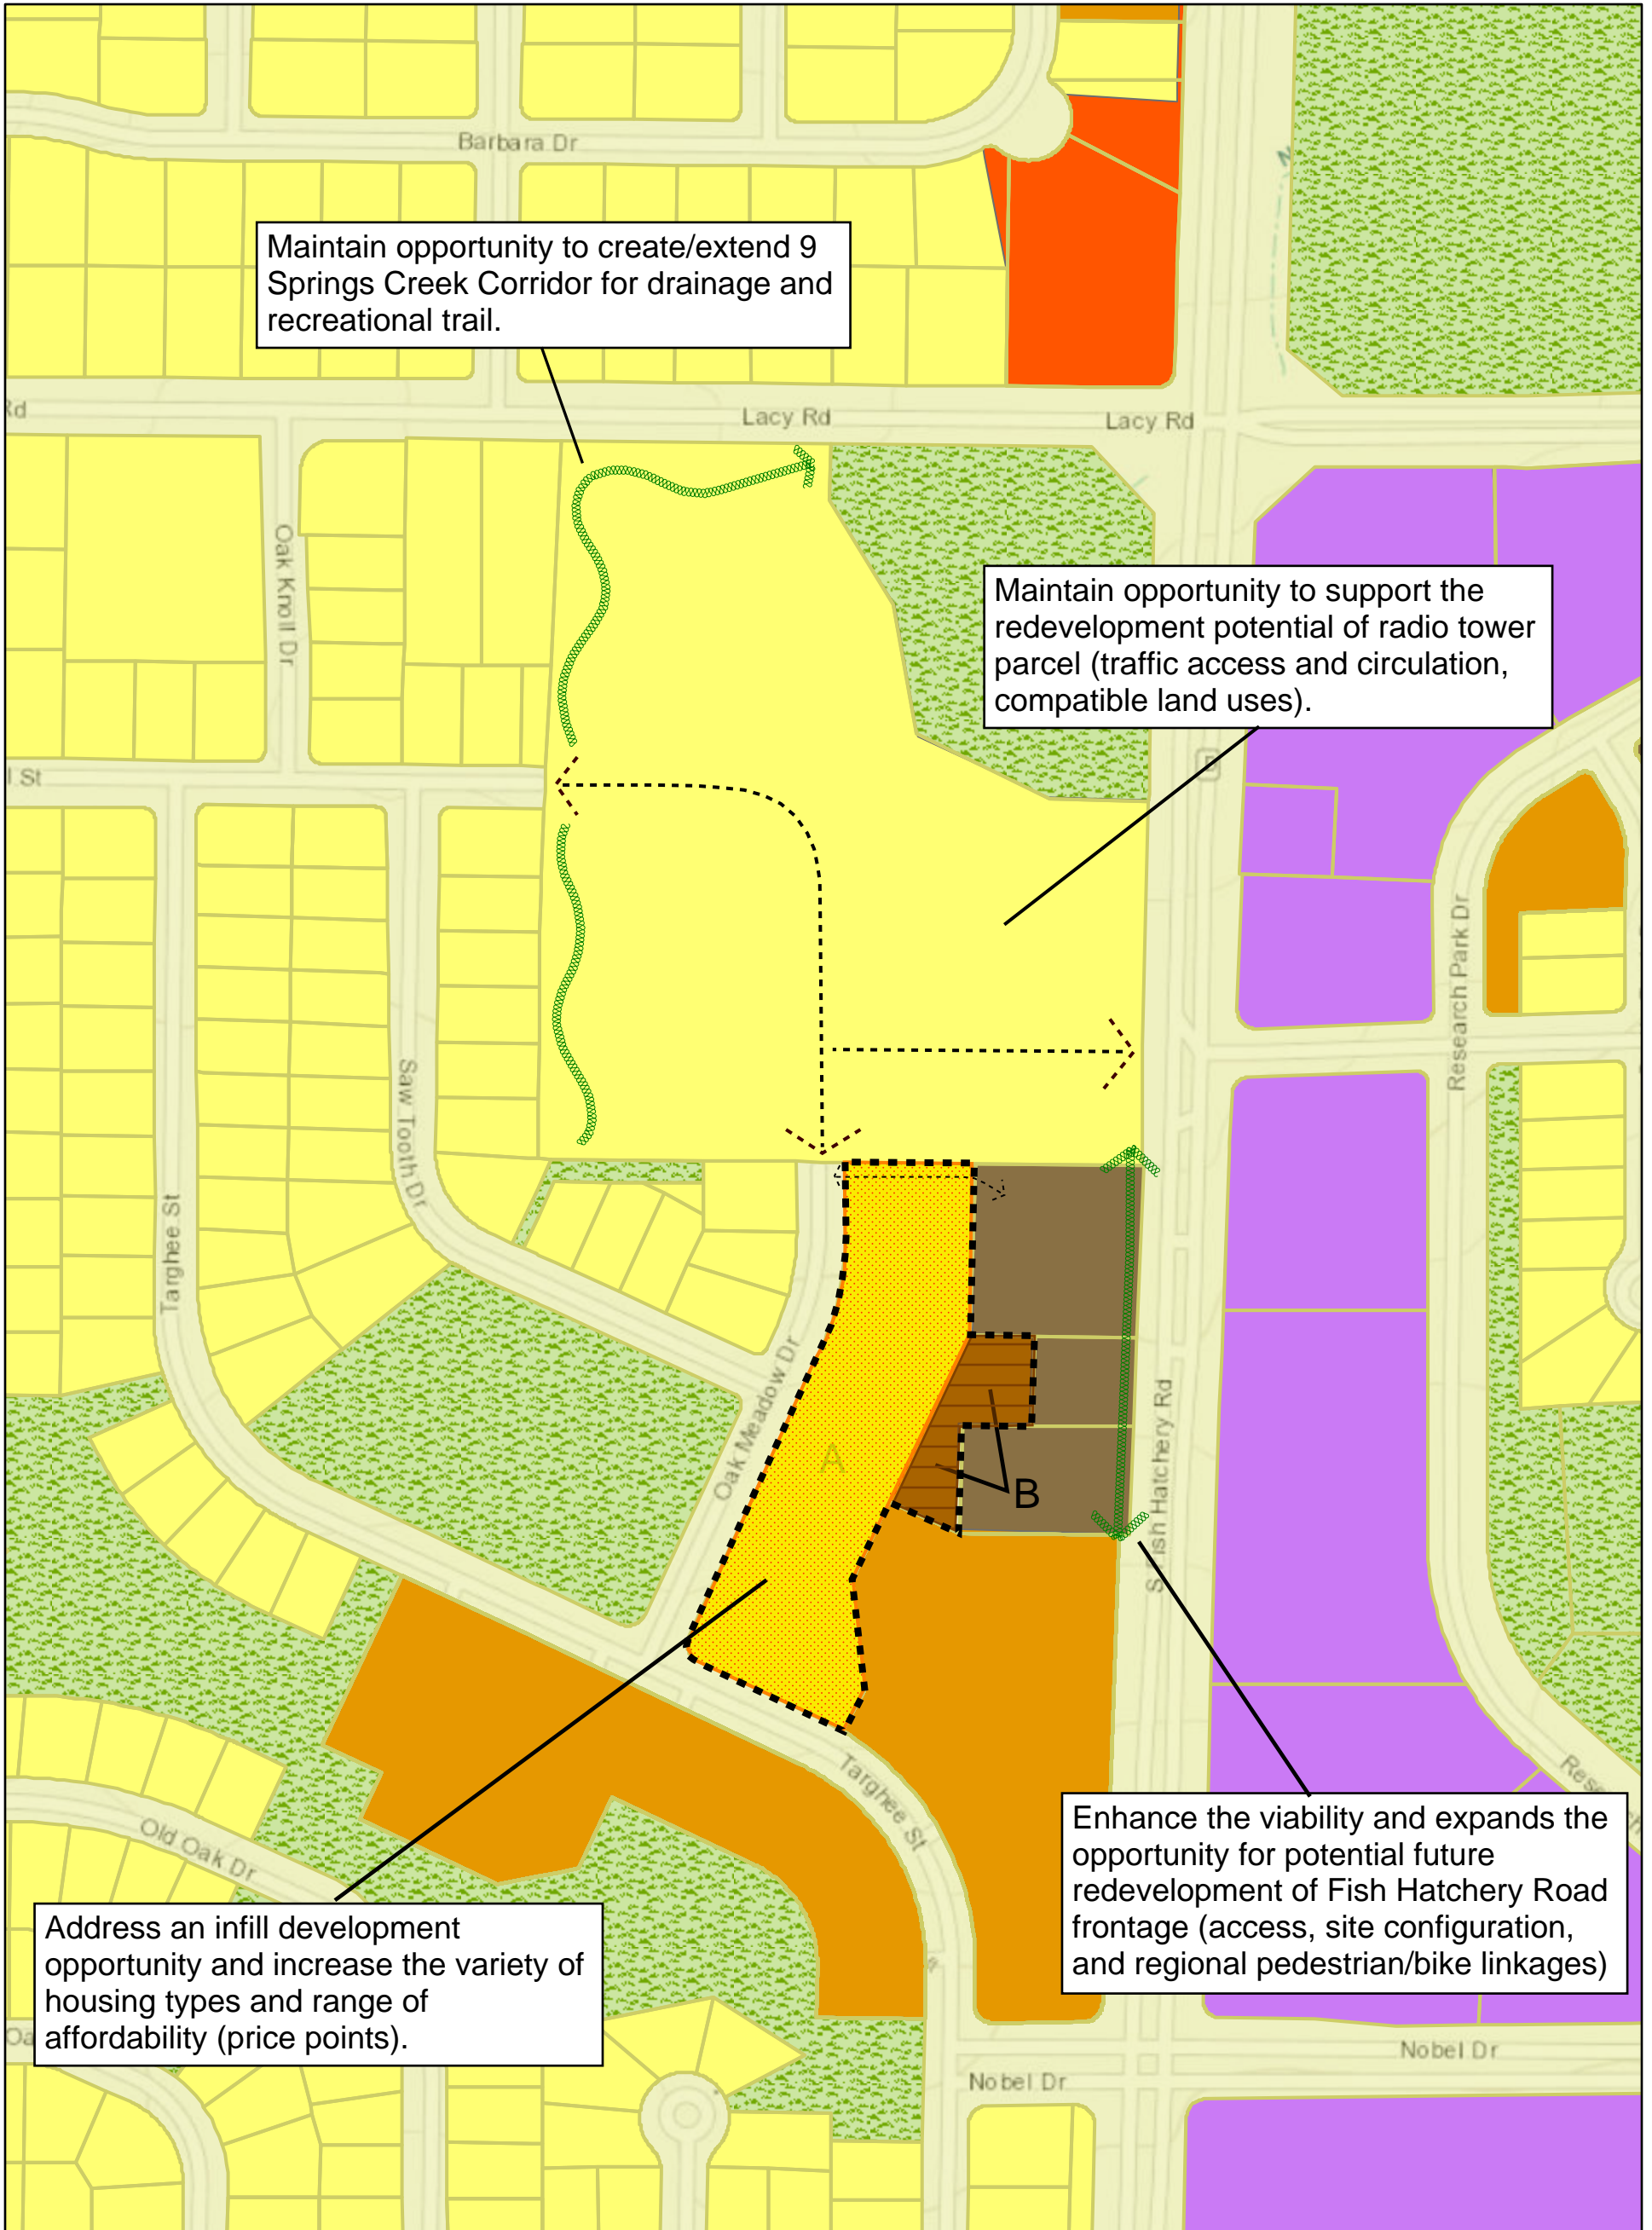 Barbara Dr
Maintain opportunity to create/extend 9
Springs Creek Corridor for drainage and
recreational trail.
Rd
Lacy Rd
Lacy Rd
Oak Knoll Dr
Maintain opportunity to support the
redevelopment potential of radio tower
parcel (traffic access and circulation,
compatible land uses).
St
Research Park Dr
Saw Tooth Dr
Targhee St
Oak Meadow Dr
A
B
S Fish Hatchery Rd
Targhee St
Old Oak Dr
Enhance the viability and expands the
opportunity for potential future
redevelopment of Fish Hatchery Road
frontage (access, site configuration,
and regional pedestrian/bike linkages)
Address an infill development
opportunity and increase the variety of
housing types and range of
affordability (price points).
Nobel Dr
Nobel Dr